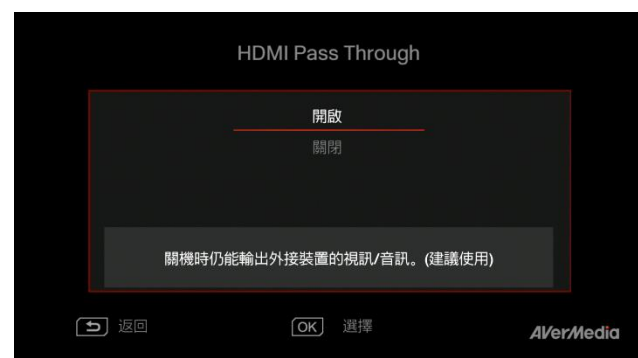 HDMI Pass Through
開啟
關閉
關機時仍能輸出外接裝置的視訊/音訊。(建議使用)
返回
OK 選擇
AVerMedia